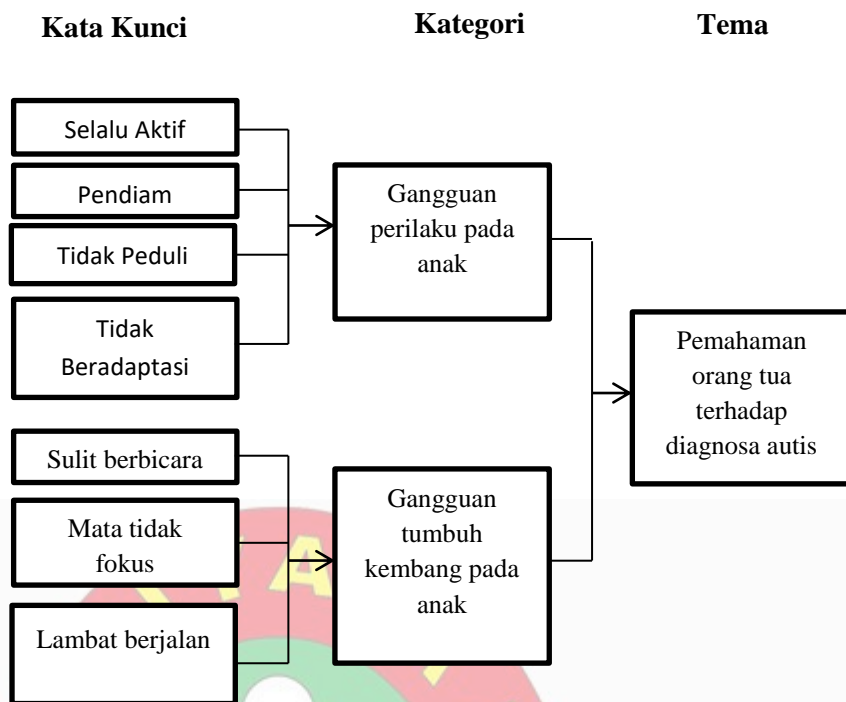 Kata Kunci
Kategori
Tema
Selalu Aktif
Pendiam
Tidak Peduli
Tidak
Beradaptasi
Gangguan
perilaku pada
anak
Sulit berbicara
Mata tidak
fokus
Lambat berjalan
Gangguan
tumbuh
kembang pada
anak
Pemahaman
orang tua
terhadap
diagnosa autis